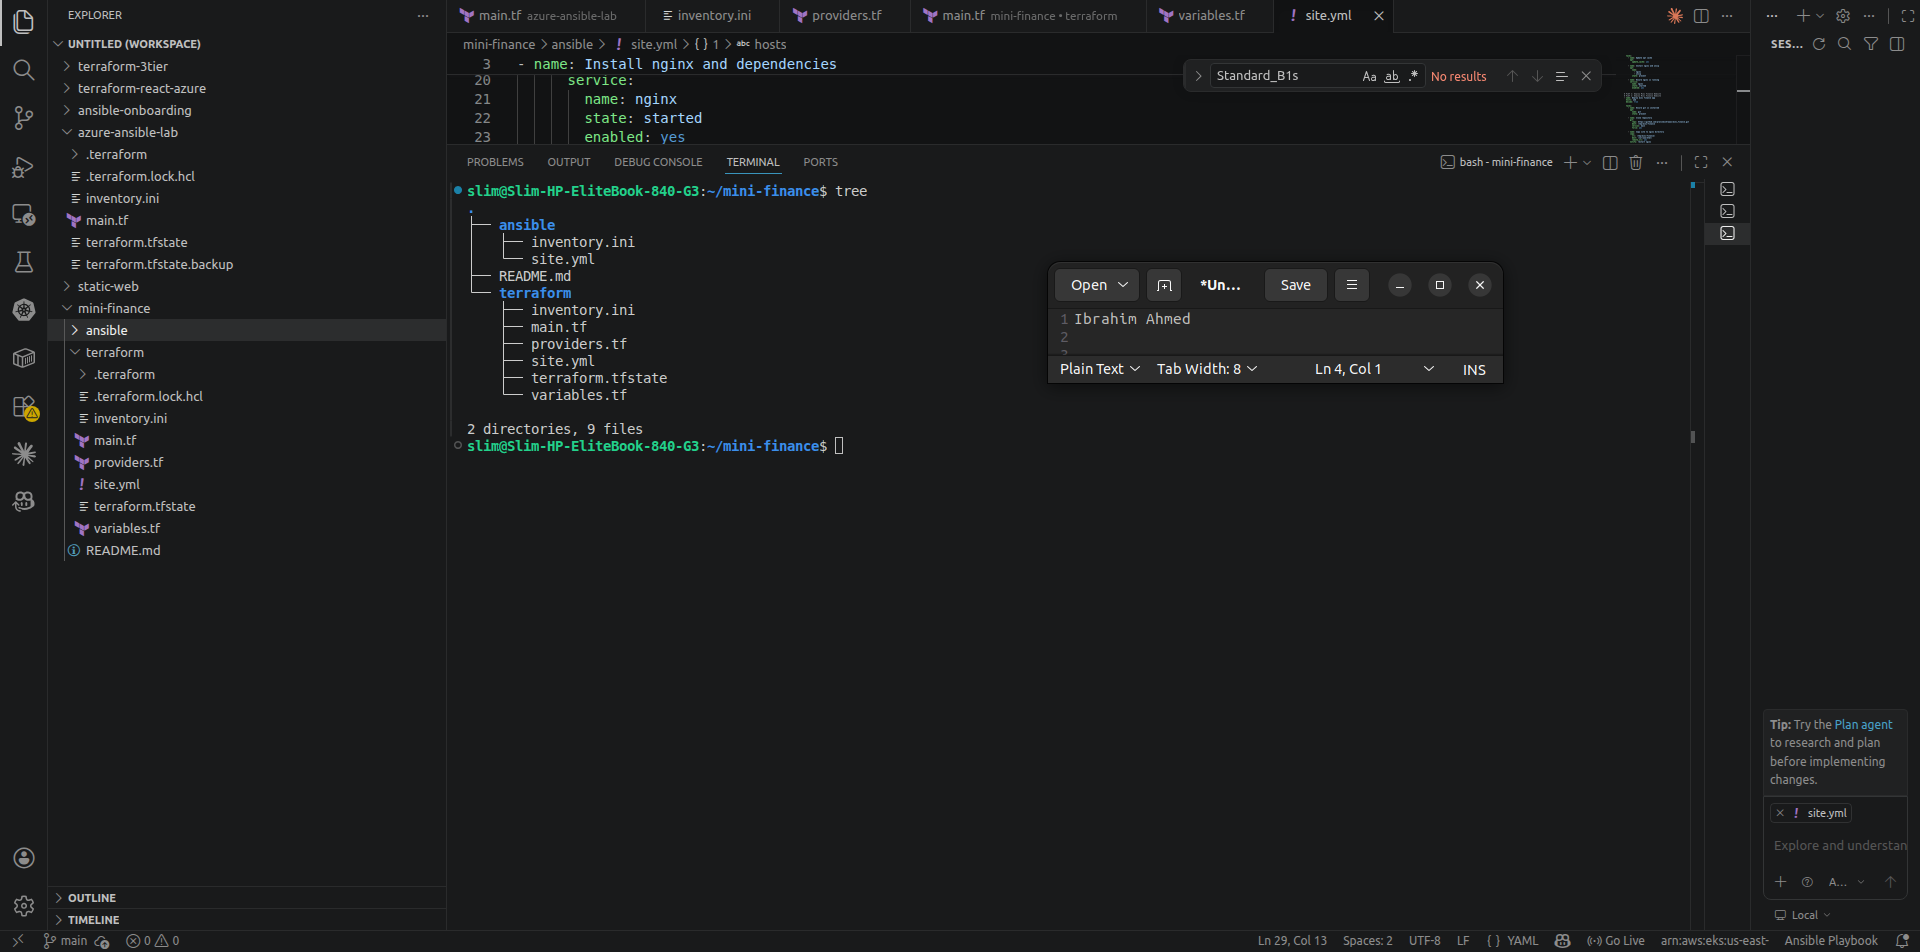 EXPLORER
UNTITLED (WORKSPACE)
terraform-3tier
terraform-react-azure
ansible-onboarding
azure-ansible-lab
.terraform
.terraform.lock.hcl
inventory.ini
main.tf
terraform.tfstate
terraform.tfstate.backup
static-web
mini-finance
ansible
terraform
.terraform
.terraform.lock.hcl
inventory.ini
main.tf
providers.tf
site.yml
terraform.tfstate
variables.tf
README.md
OUTLINE
TIMELINE
main.tf azure-ansible-lab
inventory.ini
providers.tf
main.tf mini-finance • terraform
variables.tf
site.yml
mini-finance > ansible > ! site.yml > { } 1 > abc hosts
3 - name: Install nginx and dependencies
20 service:
21 name: nginx
22 state: started
23 enabled: yes
Standard_B1s Aa ab .* No results
PROBLEMS OUTPUT DEBUG CONSOLE TERMINAL PORTS
bash - mini-finance
slim@Slim-HP-EliteBook-840-G3:~/mini-finance$ tree
.
├── ansible
│   ├── inventory.ini
│   └── site.yml
├── README.md
└── terraform
    ├── inventory.ini
    ├── main.tf
    ├── providers.tf
    ├── site.yml
    ├── terraform.tfstate
    └── variables.tf
2 directories, 9 files
slim@Slim-HP-EliteBook-840-G3:~/mini-finance$
Open *Un... Save
1 Ibrahim Ahmed
2
Plain Text Tab Width: 8 Ln 4, Col 1 INS
SES...
Tip: Try the Plan agent
to research and plan
before implementing
changes.
site.yml
Explore and understan
A...
Local
main 0 0
Ln 29, Col 13 Spaces: 2 UTF-8 LF { } YAML Go Live arn:aws:eks:us-east- Ansible Playbook